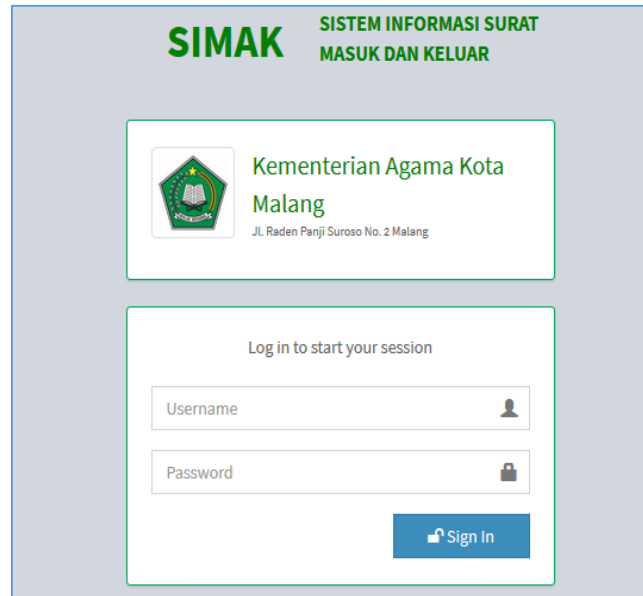 SIMAK
SISTEM INFORMASI SURAT
MASUK DAN KELUAR
Kementerian Agama Kota
Malang
Jl. Raden Panji Suroso No. 2 Malang
Log in to start your session
Username
Password
Sign In